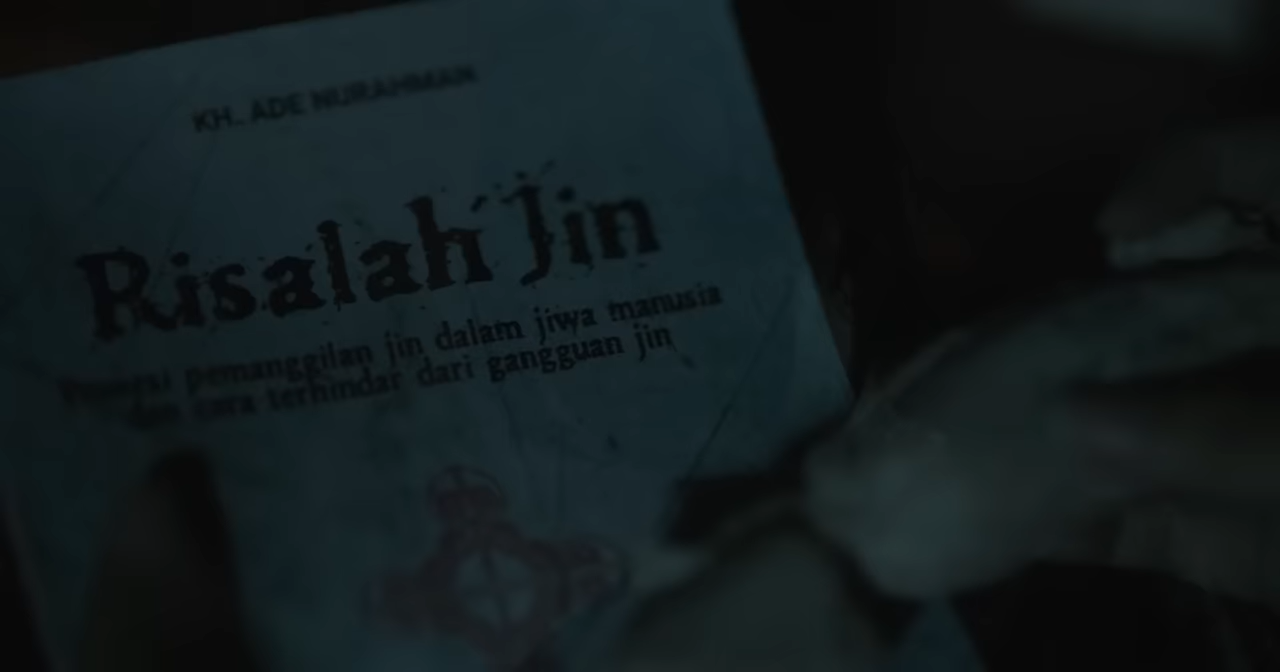 KH. ADE NURAHMAN
Risalah Jin
pemanggilan jin dalam jiwa manusia
dan cara terhindar dari gangguan jin